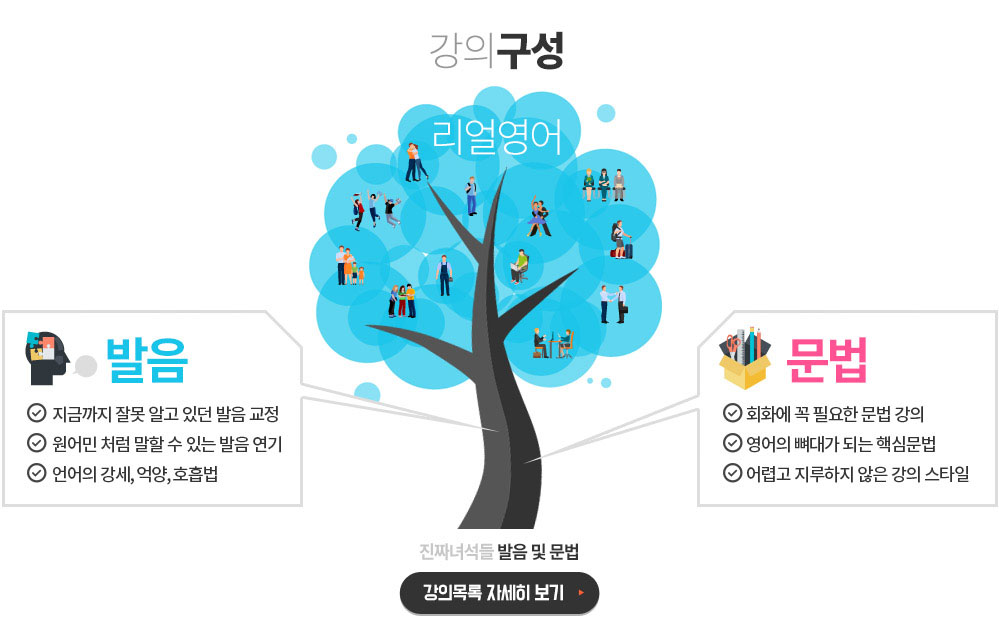 강의구성
리얼영어
발음
지금까지 잘못 알고 있던 발음 교정
원어민 처럼 말할 수 있는 발음 연기
언어의 강세, 억양, 호흡법
문법
회화에 꼭 필요한 문법 강의
영어의 뼈대가 되는 핵심문법
어렵고 지루하지 않은 강의 스타일
진짜녀석들 발음 및 문법
강의목록 자세히 보기